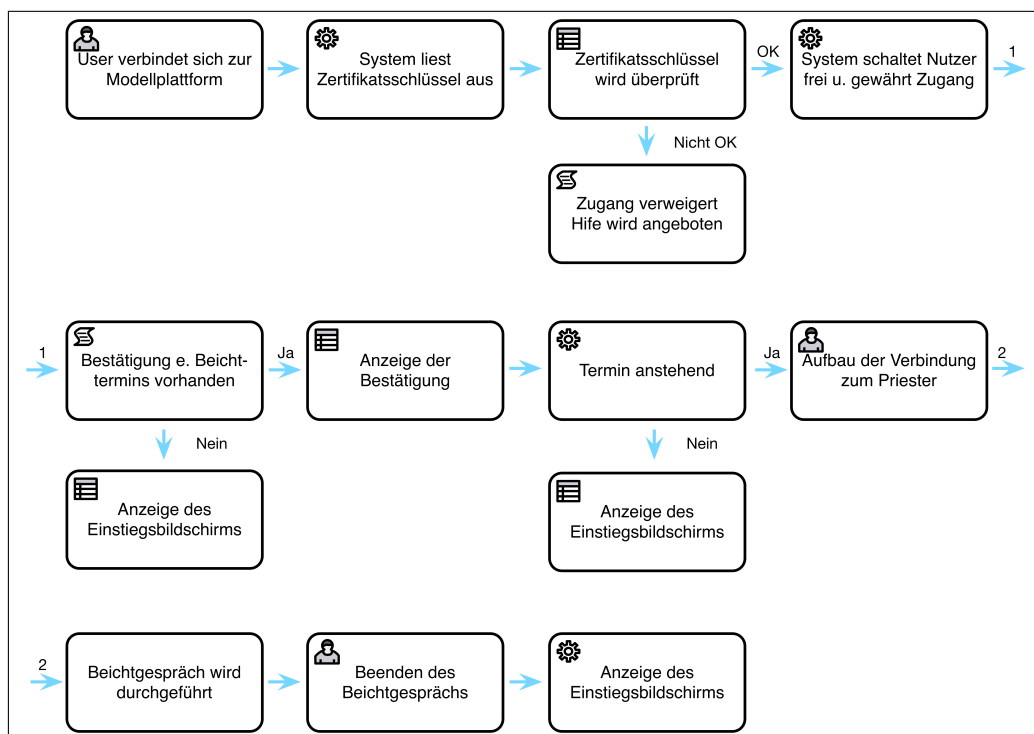 User verbindet sich zur
Modellplattform
System liest
Zertifikatsschlüssel aus
Zertifikatsschlüssel
wird überprüft
OK
System schaltet Nutzer
frei u. gewährt Zugang
1
Nicht OK
Zugang verweigert
Hife wird angeboten
1
Bestätigung e. Beicht-
termins vorhanden
Ja
Anzeige der
Bestätigung
Termin anstehend
Ja
Aufbau der Verbindung
zum Priester
2
Nein
Anzeige des
Einstiegsbildschirms
Nein
Anzeige des
Einstiegsbildschirms
2
Beichtgespräch wird
durchgeführt
Beenden des
Beichtgesprächs
Anzeige des
Einstiegsbildschirms